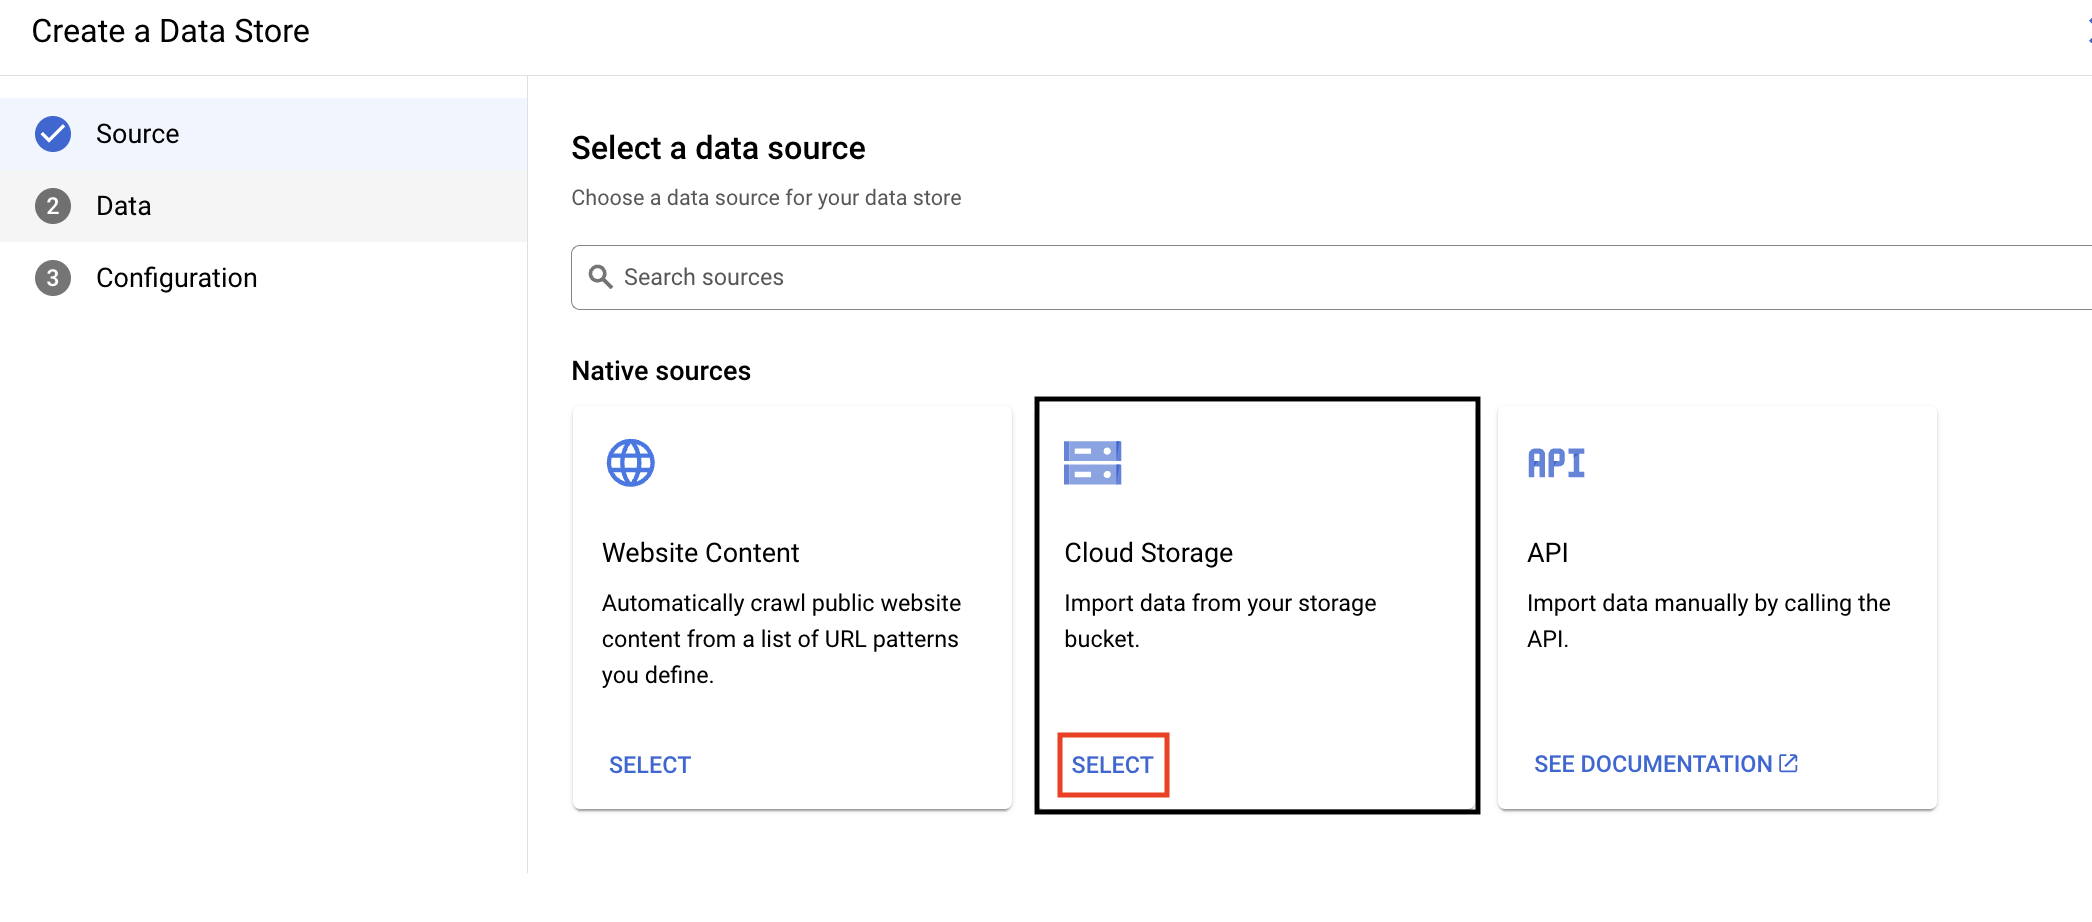 Create a Data Store
Source
2 Data
3 Configuration
Select a data source
Choose a data source for your data store
Search sources
Native sources
Website Content
Automatically crawl public website
content from a list of URL patterns
you define.
SELECT
Cloud Storage
Import data from your storage
bucket.
SELECT
API
API
Import data manually by calling the
API.
SEE DOCUMENTATION